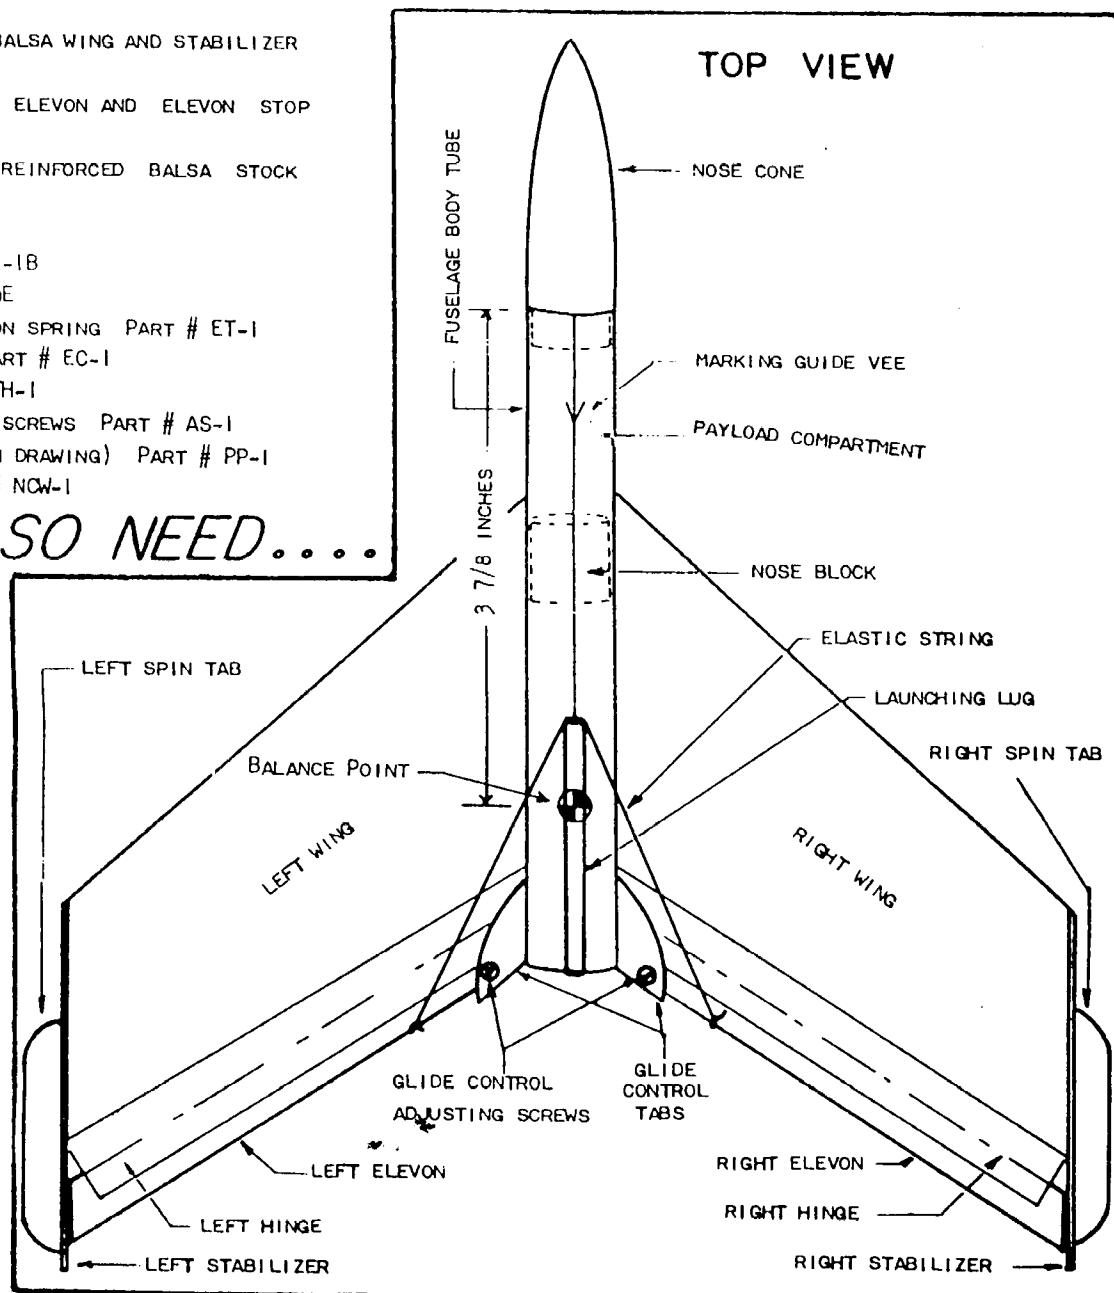 BALSA WING AND STABILIZER
ELEVON AND ELEVON STOP
REINFORCED BALSA STOCK
-1B
ON SPRING PART # ET-1
ART # EC-1
TH-1
SCREWS PART # AS-1
DRAWING) PART # PP-1
NCW-1
SO NEED....
TOP VIEW
NOSE CONE
FUSELAGE BODY TUBE
MARKING GUIDE VEE
PAYLOAD COMPARTMENT
3 7/8 INCHES
NOSE BLOCK
ELASTIC STRING
LEFT SPIN TAB
LAUNCHING LUG
RIGHT SPIN TAB
BALANCE POINT
LEFT WING
RIGHT WING
GLIDE CONTROL
ADJUSTING SCREWS
GLIDE
CONTROL
TABS
LEFT ELEVON
RIGHT ELEVON
LEFT HINGE
RIGHT HINGE
LEFT STABILIZER
RIGHT STABILIZER